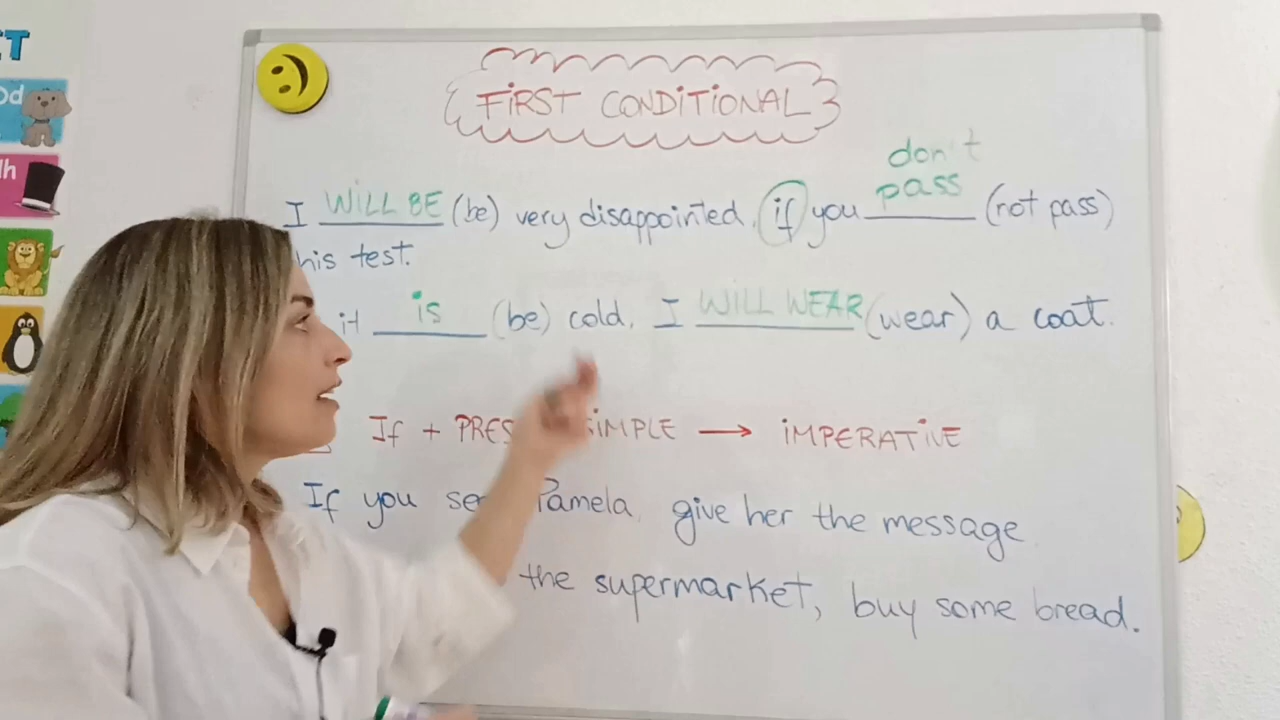 FIRST CONDITIONAL
don't
I WILL BE (be) very disappointed, if you pass (not pass)
his test.
it is (be) cold, I WILL WEAR (wear) a coat.
If + PRES SIMPLE → IMPERATIVE
If you se Pamela, give her the message
the supermarket, buy some bread.